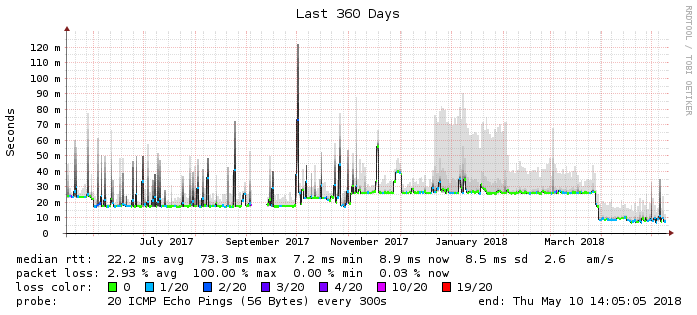 Last 360 Days
RRDTOOL / TOBI OETIKER
Seconds
120 m
110 m
100 m
90 m
80 m
70 m
60 m
50 m
40 m
30 m
20 m
10 m
0
July 2017 September 2017 November 2017 January 2018 March 2018
median rtt: 22.2 ms avg 73.3 ms max 7.2 ms min 8.9 ms now 8.5 ms sd 2.6 am/s
packet loss: 2.93 % avg 100.00 % max 0.00 % min 0.03 % now
loss color: 0 1/20 2/20 3/20 4/20 10/20 19/20
probe: 20 ICMP Echo Pings (56 Bytes) every 300s end: Thu May 10 14:05:05 2018